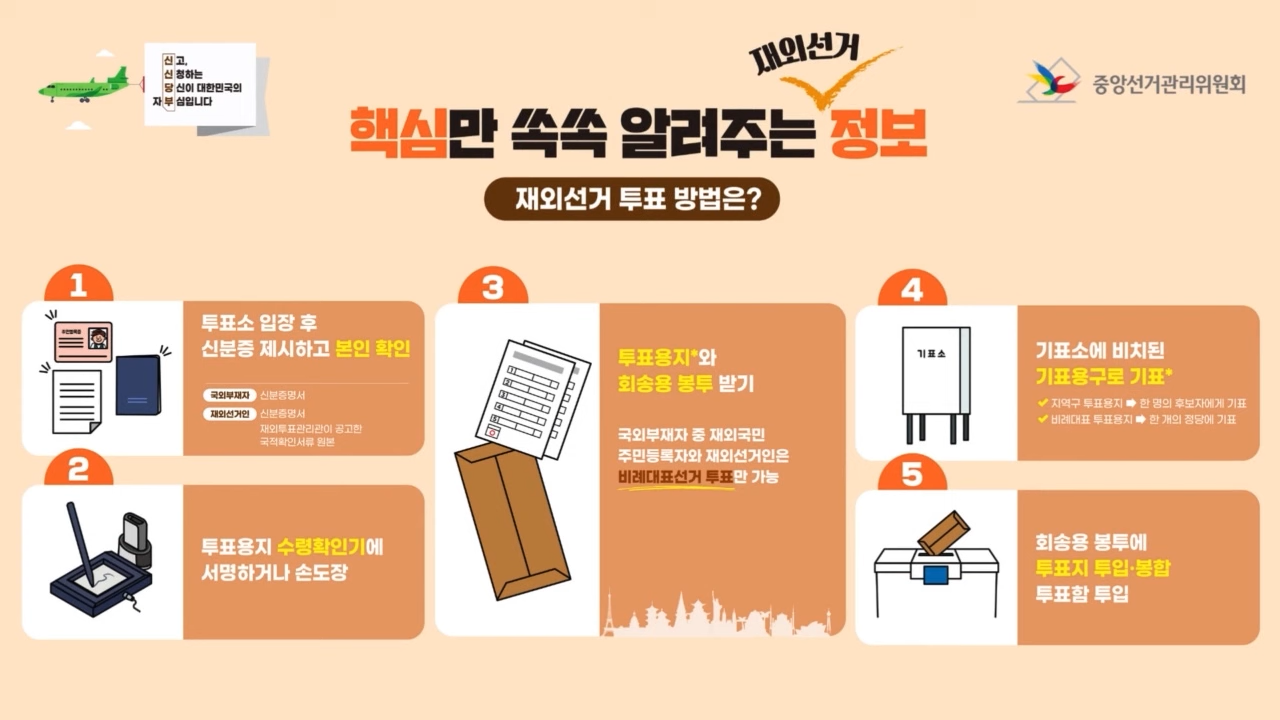 신고,
신청하는
당신이 대한민국의
자부심입니다
재외선거
핵심만 쏙쏙 알려주는 정보
중앙선거관리위원회
재외선거 투표 방법은?
1
투표소 입장 후
신분증 제시하고 본인 확인
국외부재자 신분증명서
재외선거인 신분증명서
재외투표관리관이 공고한
국적확인서류 원본
주민등록증
2
투표용지 수령확인기에
서명하거나 손도장
3
투표용지*와
회송용 봉투 받기
국외부재자 중 재외국민
주민등록자와 재외선거인은
비례대표선거 투표만 가능
1
2
3
4
5
4
기표소
기표소에 비치된
기표용구로 기표*
지역구 투표용지 ➡ 한 명의 후보자에게 기표
비례대표 투표용지 ➡ 한 개의 정당에 기표
5
회송용 봉투에
투표지 투입·봉함
투표함 투입